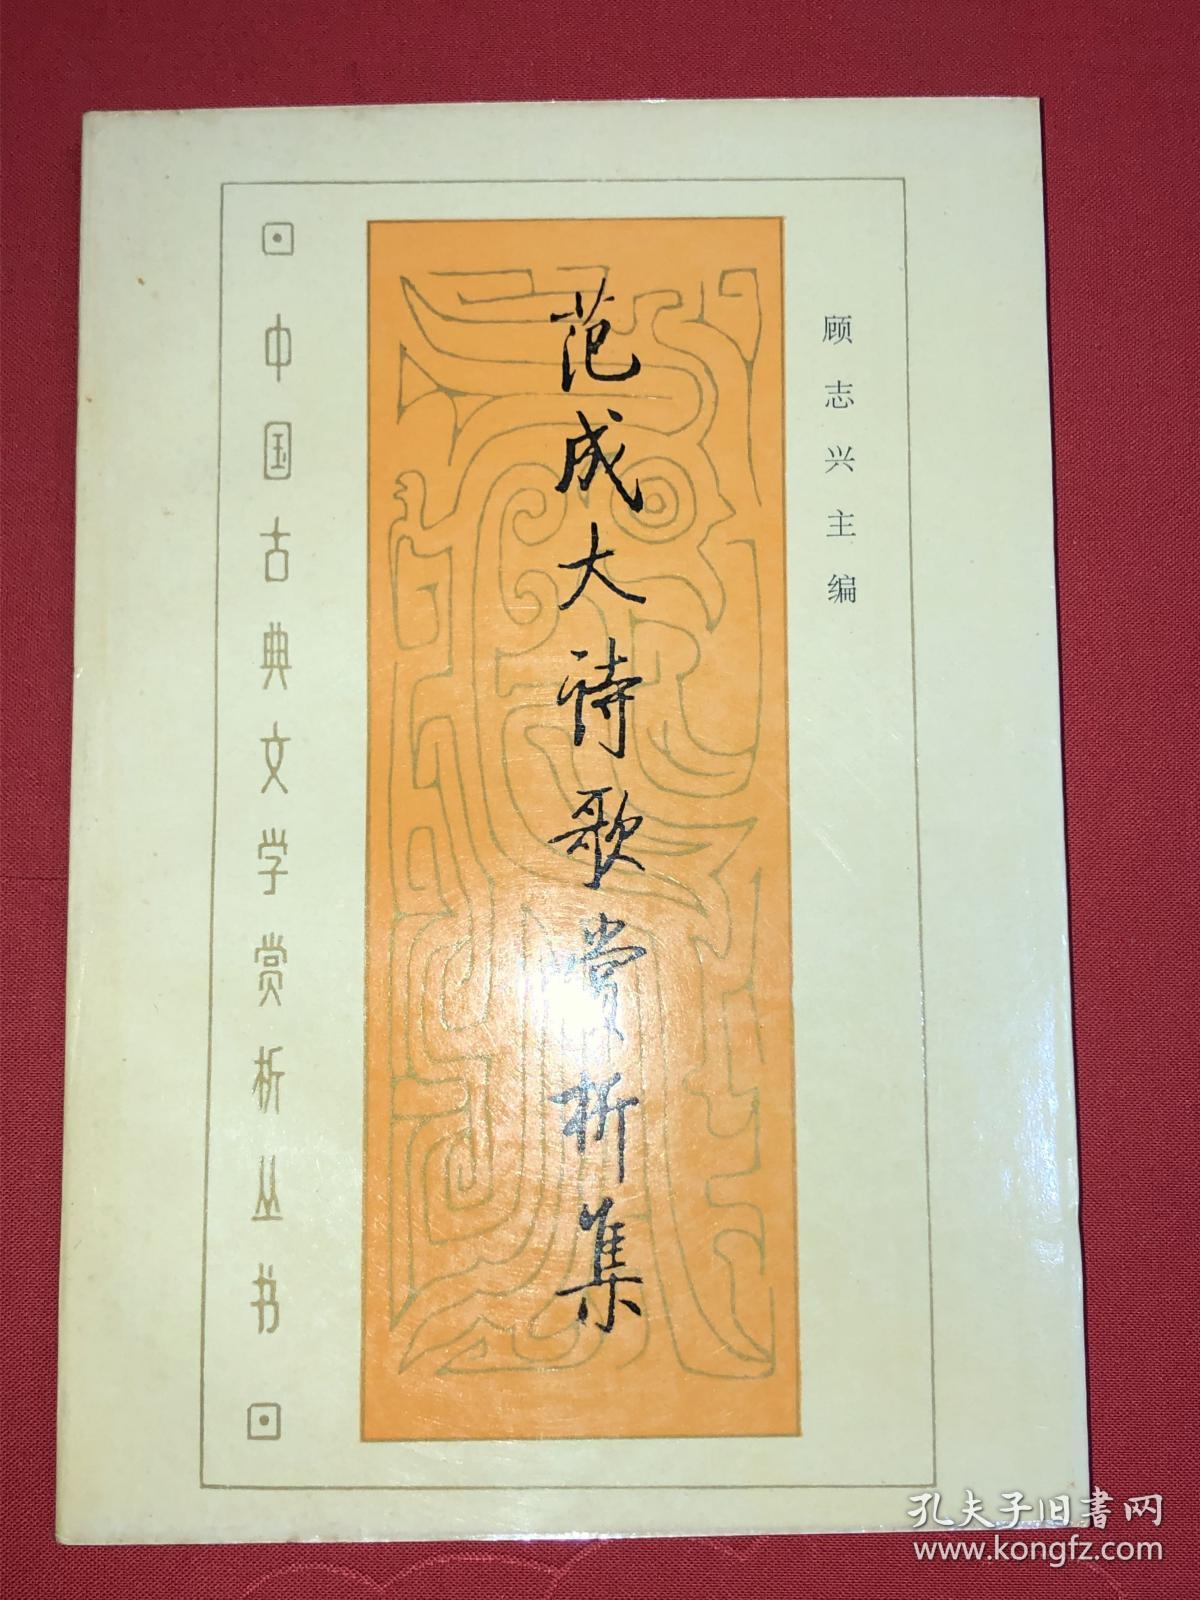 顾志兴主编
范成大诗歌赏析集
中国古典文学赏析丛书
孔夫子旧書网
www.kongfz.com